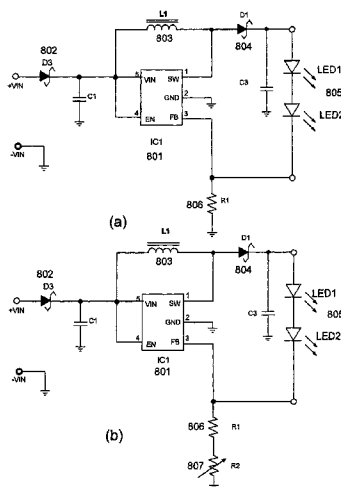 L1
803
D1
804
802
D3
+VIN
C1
5 VIN SW 1
GND 2
4 EN FB 3
IC1
801
C3
LED1
LED2
805
-VIN
806 R1
(a)
L1
803
D1
804
802
D3
+VIN
C1
5 VIN SW 1
GND 2
4 EN FB 3
IC1
801
C3
LED1
LED2
805
-VIN
806 R1
(b)
807 R2